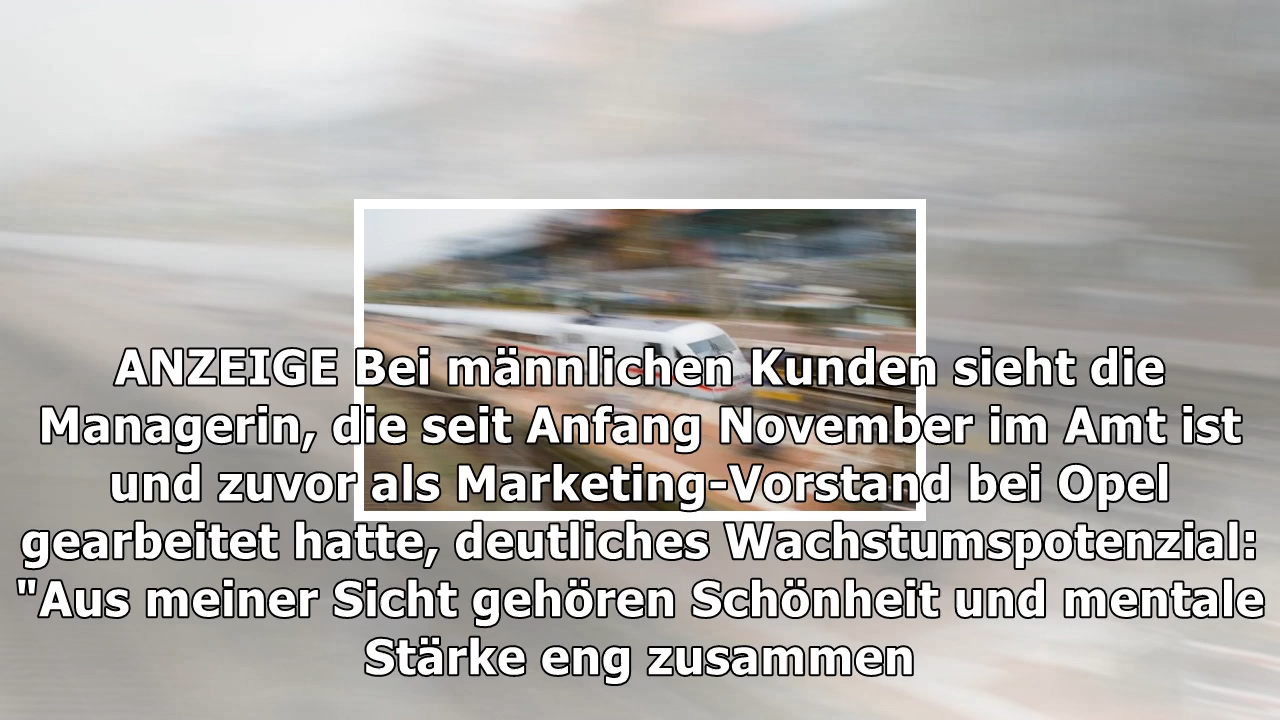 ANZEIGE Bei männlichen Kunden sieht die
Managerin, die seit Anfang November im Amt ist
und zuvor als Marketing-Vorstand bei Opel
gearbeitet hatte, deutliches Wachstumspotenzial:
"Aus meiner Sicht gehören Schönheit und mentale
Stärke eng zusammen